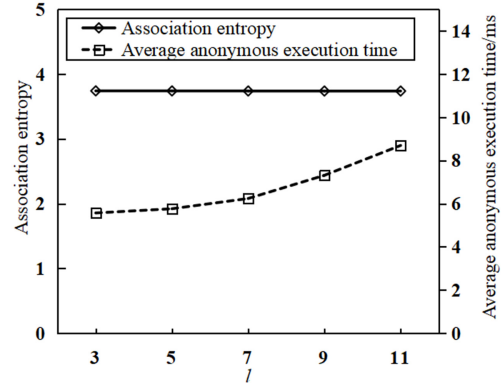 Association entropy
Average anonymous execution time
Association entropy
5
4
3
2
1
0
14
12
10
8
6
4
2
0
Average anonymous execution time/ms
3 5 7 9 11
l